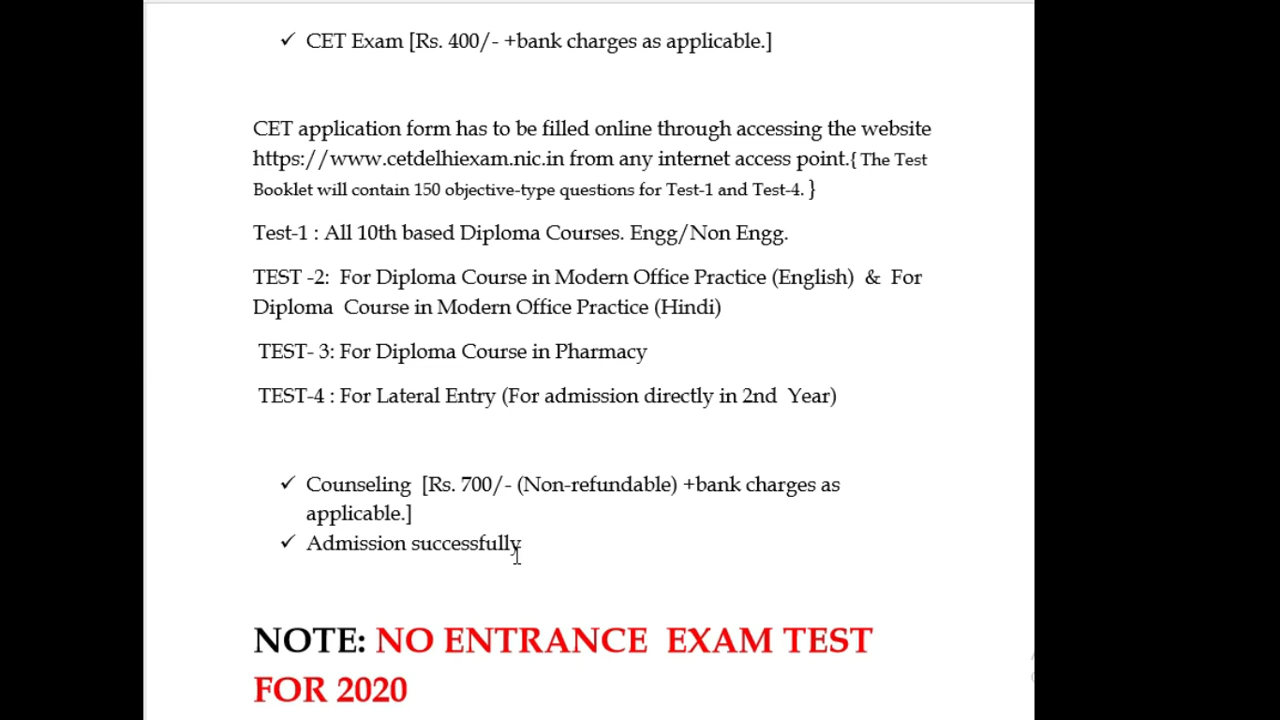 ✓ CET Exam [Rs. 400/- +bank charges as applicable.]
CET application form has to be filled online through accessing the website
https://www.cetdelhiexam.nic.in from any internet access point.{ The Test
Booklet will contain 150 objective-type questions for Test-1 and Test-4. }
Test-1 : All 10th based Diploma Courses. Engg/Non Engg.
TEST -2: For Diploma Course in Modern Office Practice (English) & For
Diploma Course in Modern Office Practice (Hindi)
TEST- 3: For Diploma Course in Pharmacy
TEST-4 : For Lateral Entry (For admission directly in 2nd Year)
✓ Counseling [Rs. 700/- (Non-refundable) +bank charges as
applicable.]
✓ Admission successfully
NOTE: NO ENTRANCE EXAM TEST
FOR 2020